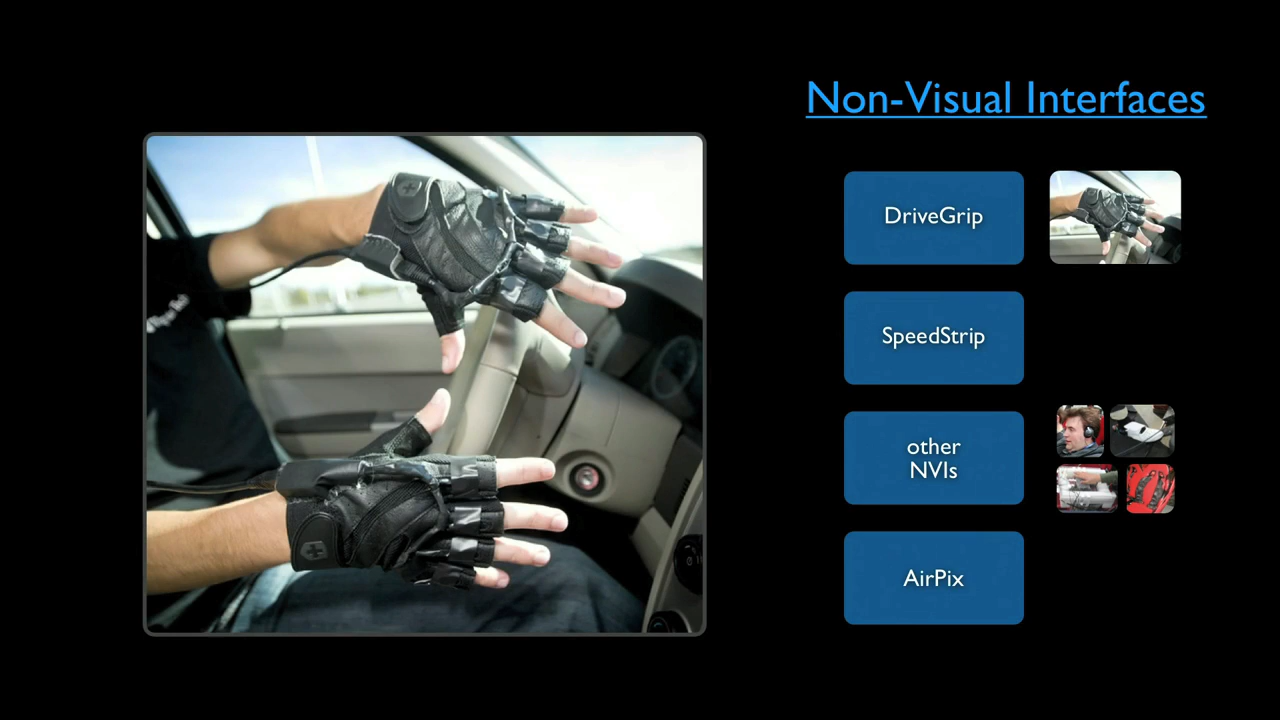 Non-Visual Interfaces
DriveGrip
SpeedStrip
other
NVIs
AirPix